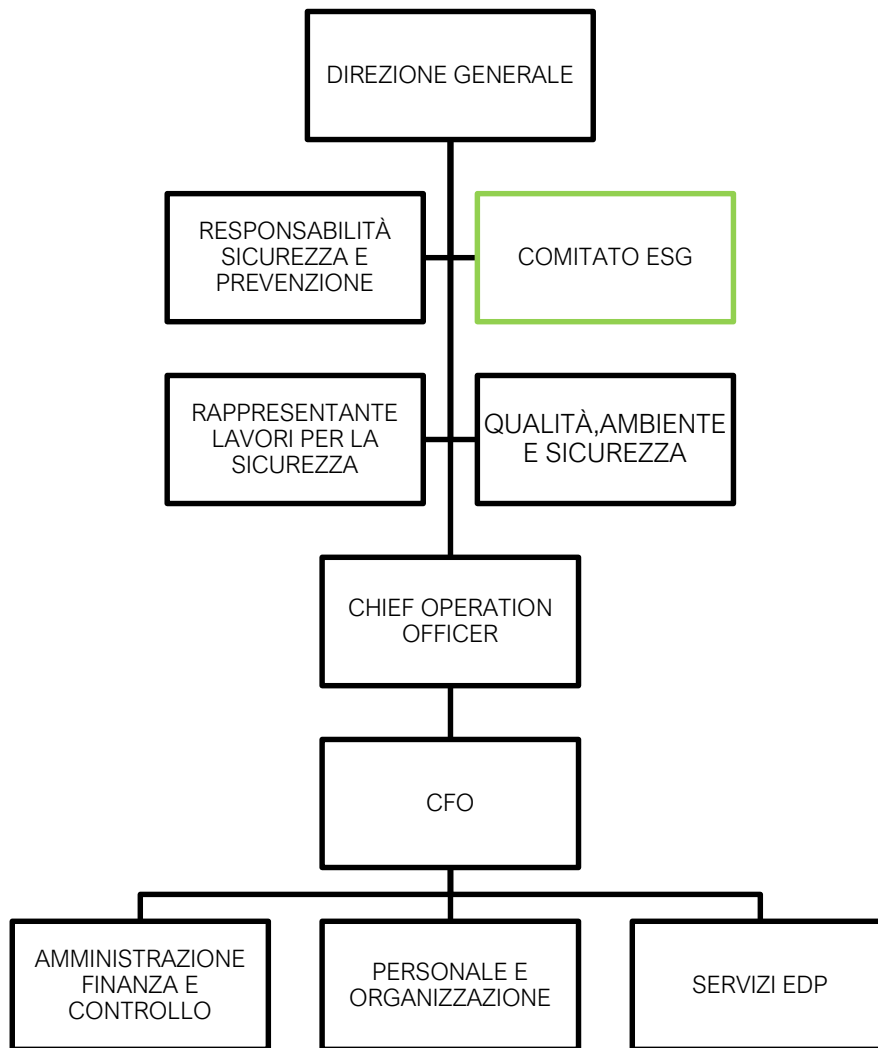 DIREZIONE GENERALE
RESPONSABILITÀ
SICUREZZA E
PREVENZIONE
COMITATO ESG
RAPPRESENTANTE
LAVORI PER LA
SICUREZZA
QUALITÀ,AMBIENTE
E SICUREZZA
CHIEF OPERATION
OFFICER
CFO
AMMINISTRAZIONE
FINANZA E
CONTROLLO
PERSONALE E
ORGANIZZAZIONE
SERVIZI EDP